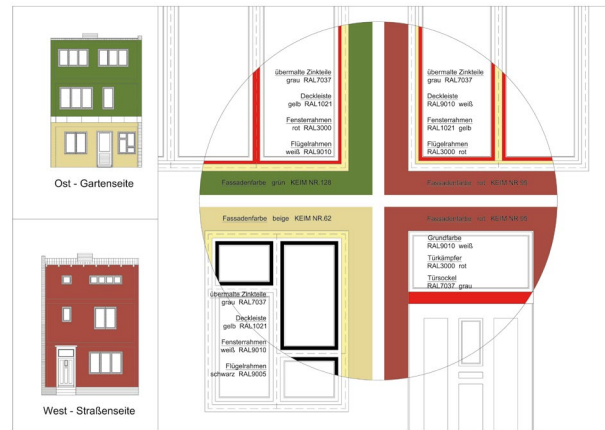 übermalte Zinkteile
grau RAL7037
Deckleiste
gelb RAL1021
Fensterrahmen
rot RAL3000
Flügelrahmen
weiß RAL9010
übermalte Zinkteile
grau RAL7037
Deckleiste
RAL9010 weiß
Fensterrahmen
RAL1021 gelb
Flügelrahmen
RAL3000 rot
Ost - Gartenseite
Fassadenfarbe grün KEIM NR.128
Fassadenfarbe rot KEIM NR.
Fassadenfarbe beige KEIM NR.62
Fassadenfarbe rot KEIM NR.
Grundfarbe
RAL9010 weiß
Türkämpfer
RAL3000 rot
Türsockel
RAL7037 grau
übermalte Zinkteile
grau RAL7037
Deckleiste
gelb RAL1021
Fensterrahmen
weiß RAL9010
Flügelrahmen
schwarz RAL9005
West - Straßenseite